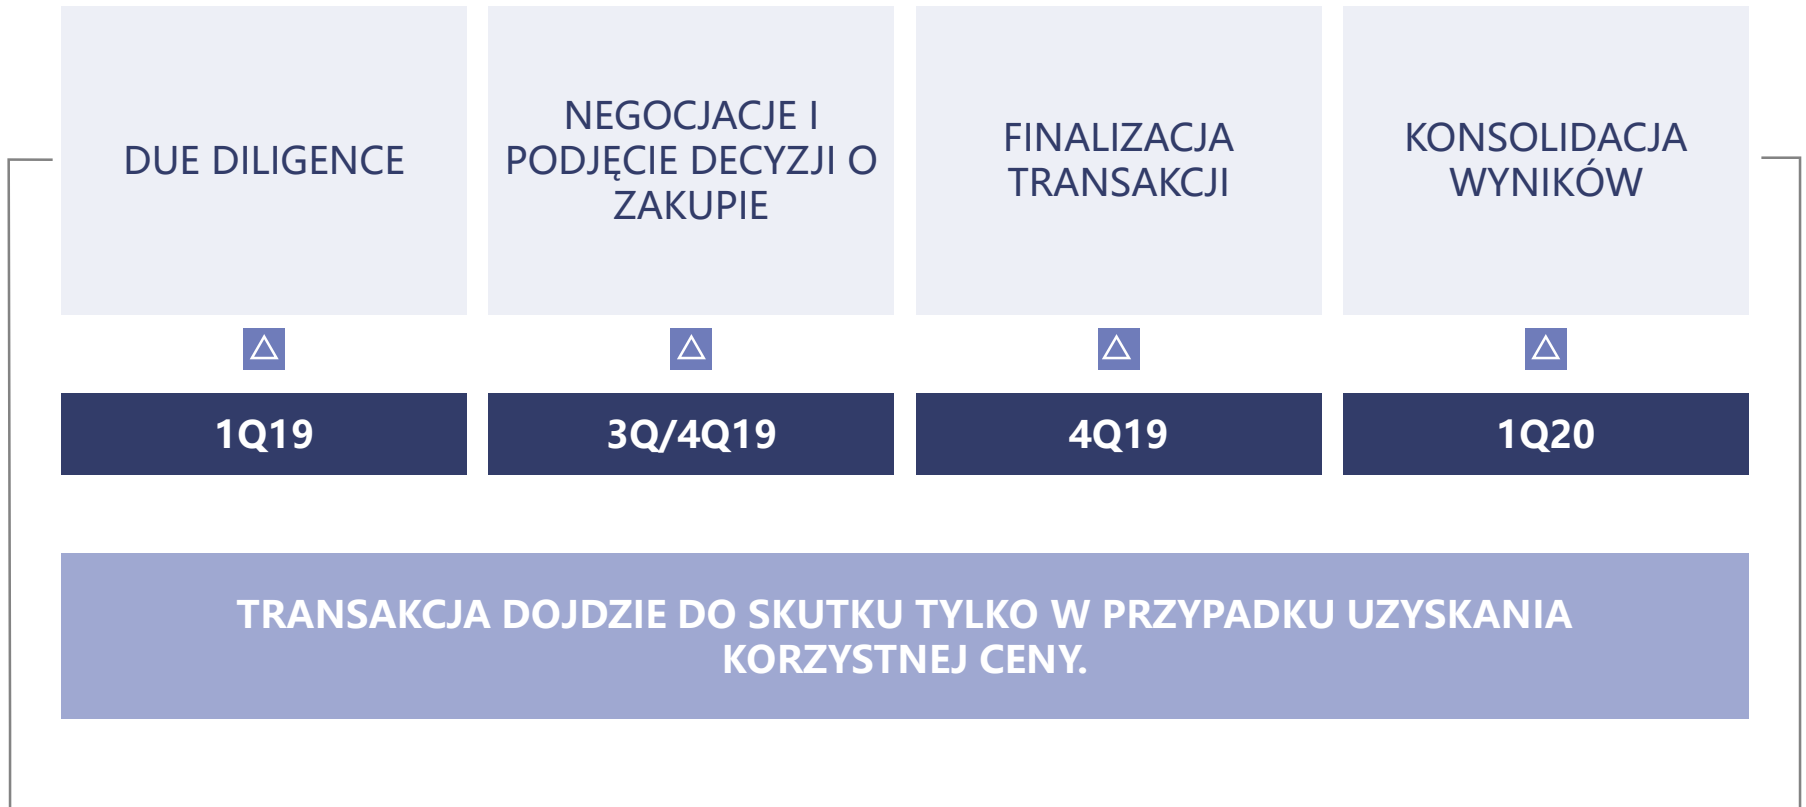 DUE DILIGENCE
NEGOCJACJE I
PODJĘCIE DECYZJI O
ZAKUPIE
FINALIZACJA
TRANSAKCJI
KONSOLIDACJA
WYNIKÓW
1Q19
3Q/4Q19
4Q19
1Q20
TRANSAKCJA DOJDZIE DO SKUTKU TYLKO W PRZYPADKU UZYSKANIA
KORZYSTNEJ CENY.